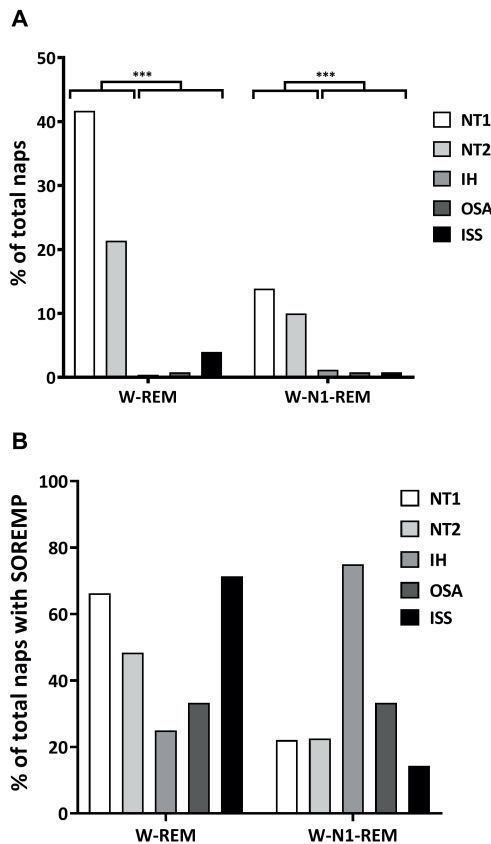 A
***
***
50
40
30
20
10
0
% of total naps
NT1
NT2
IH
OSA
ISS
W-REM
W-N1-REM
B
100
80
60
40
20
0
% of total naps with SOREMP
NT1
NT2
IH
OSA
ISS
W-REM
W-N1-REM